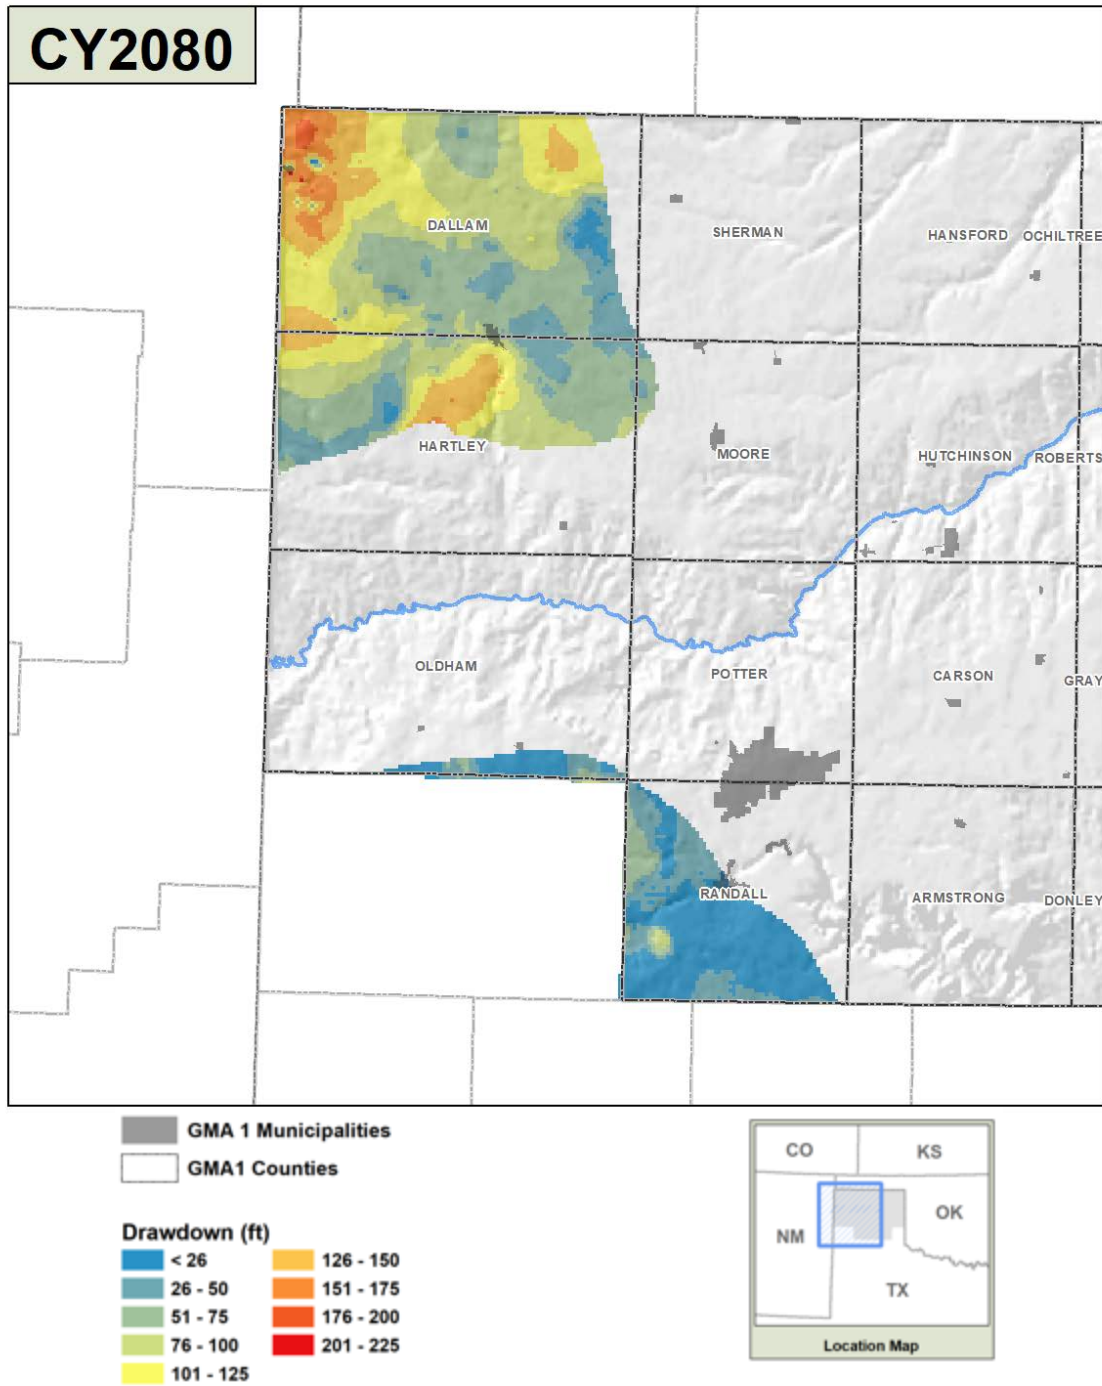 CY2080
DALLAM
SHERMAN
HANSFORD
OCHILTREE
HARTLEY
MOORE
HUTCHINSON
ROBERTS
OLDHAM
POTTER
CARSON
GRAY
RANDALL
ARMSTRONG
DONLEY
GMA 1 Municipalities
GMA1 Counties
Drawdown (ft)
< 26
26 - 50
51 - 75
76 - 100
101 - 125
126 - 150
151 - 175
176 - 200
201 - 225
CO
KS
NM
OK
TX
Location Map